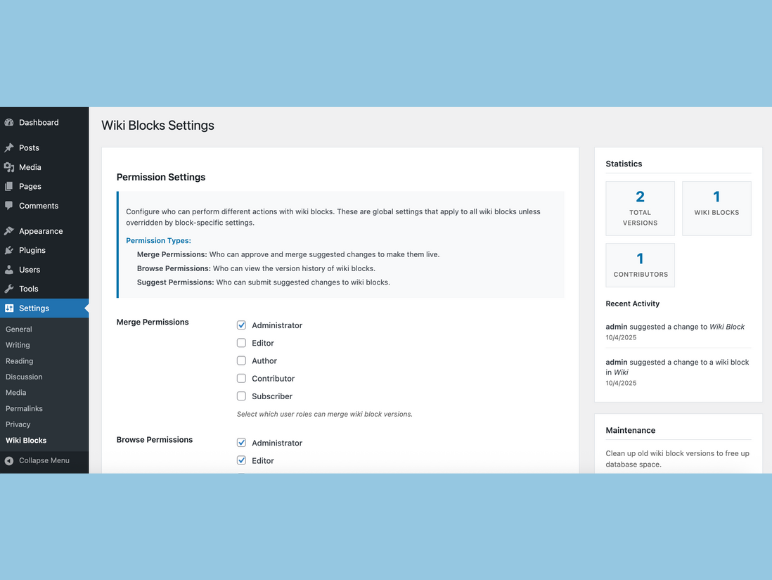 Dashboard
Posts
Media
Pages
Comments
Appearance
Plugins
Users
Tools
Settings
General
Writing
Reading
Discussion
Media
Permalinks
Privacy
Wiki Blocks
Collapse Menu
Wiki Blocks Settings
Permission Settings
Configure who can perform different actions with wiki blocks. These are global settings that apply to all wiki blocks unless
overridden by block-specific settings.
Permission Types:
Merge Permissions: Who can approve and merge suggested changes to make them live.
Browse Permissions: Who can view the version history of wiki blocks.
Suggest Permissions: Who can submit suggested changes to wiki blocks.
Merge Permissions
Administrator
Editor
Author
Contributor
Subscriber
Select which user roles can merge wiki block versions.
Browse Permissions
Administrator
Editor
Statistics
2
TOTAL
VERSIONS
1
WIKI BLOCKS
1
CONTRIBUTORS
Recent Activity
admin suggested a change to Wiki Block
10/4/2025
admin suggested a change to a wiki block
in Wiki
10/4/2025
Maintenance
Clean up old wiki block versions to free up
database space.